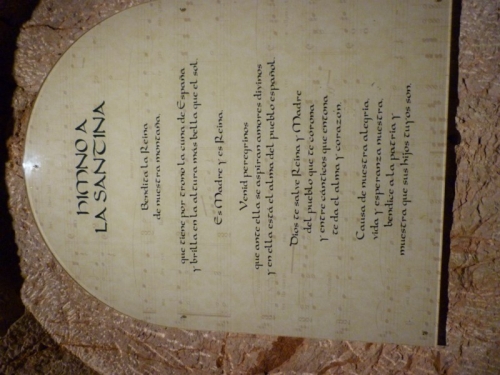 HIMNO A
LA SANTINA
Bendita la Reina
de nuestra montaña.
que tiene por trono la cuna de España
y brilla en la altura más bella que el sol.
Es Madre y es Reina.
Venid peregrinos
que ante ella se aspiran amores divinos
y en ella está el alma del pueblo español.
Dios te salve Reina y Madre
del pueblo que te corona
y entre cánticos que entona
te da el alma y corazón
Causa de nuestra alegría,
vida y esperanza nuestra,
bendice a la patria y
muestra que sus hijos tuyos son.